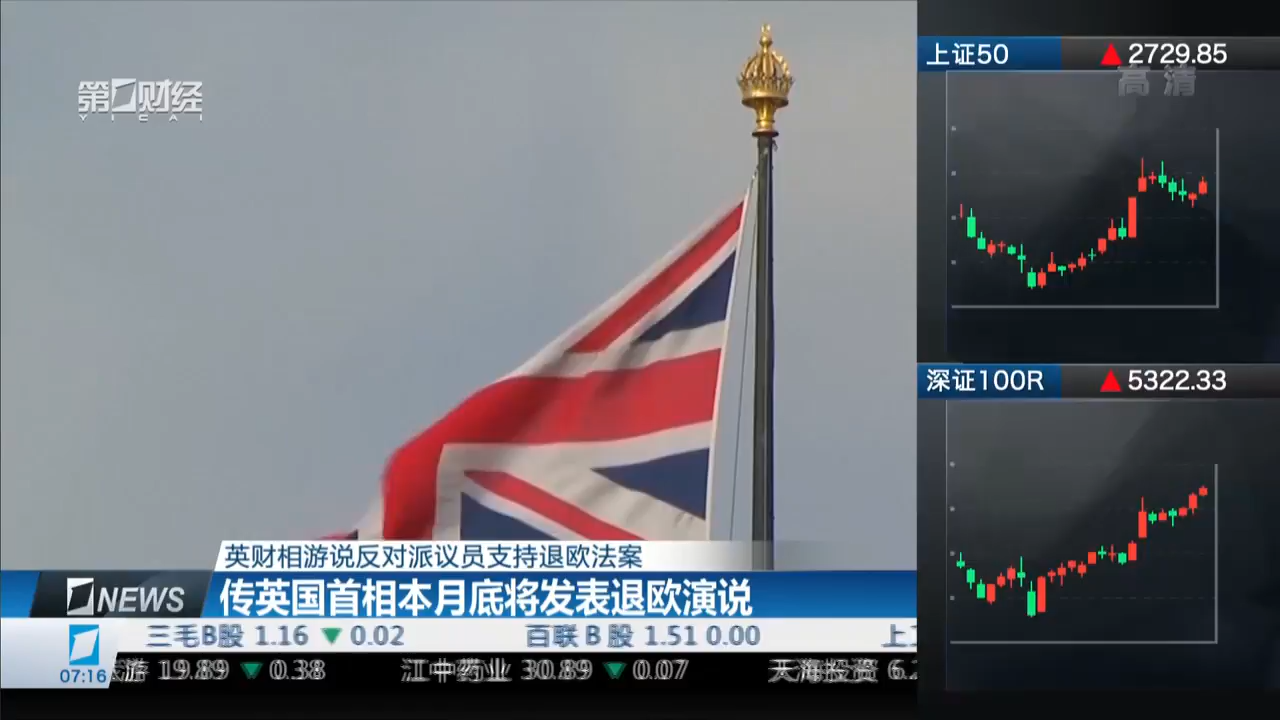 第一财经
YICAI
上证50 ▲2729.85
高清
深证100R ▲5322.33
英财相游说反对派议员支持退欧法案
NEWS 传英国首相本月底将发表退欧演说
三毛B股 1.16 ▼0.02 百联B股 1.51 0.00 上
07:16
游 19.89 ▼0.38 江中药业 30.89 ▼0.07 天海投资 6.2